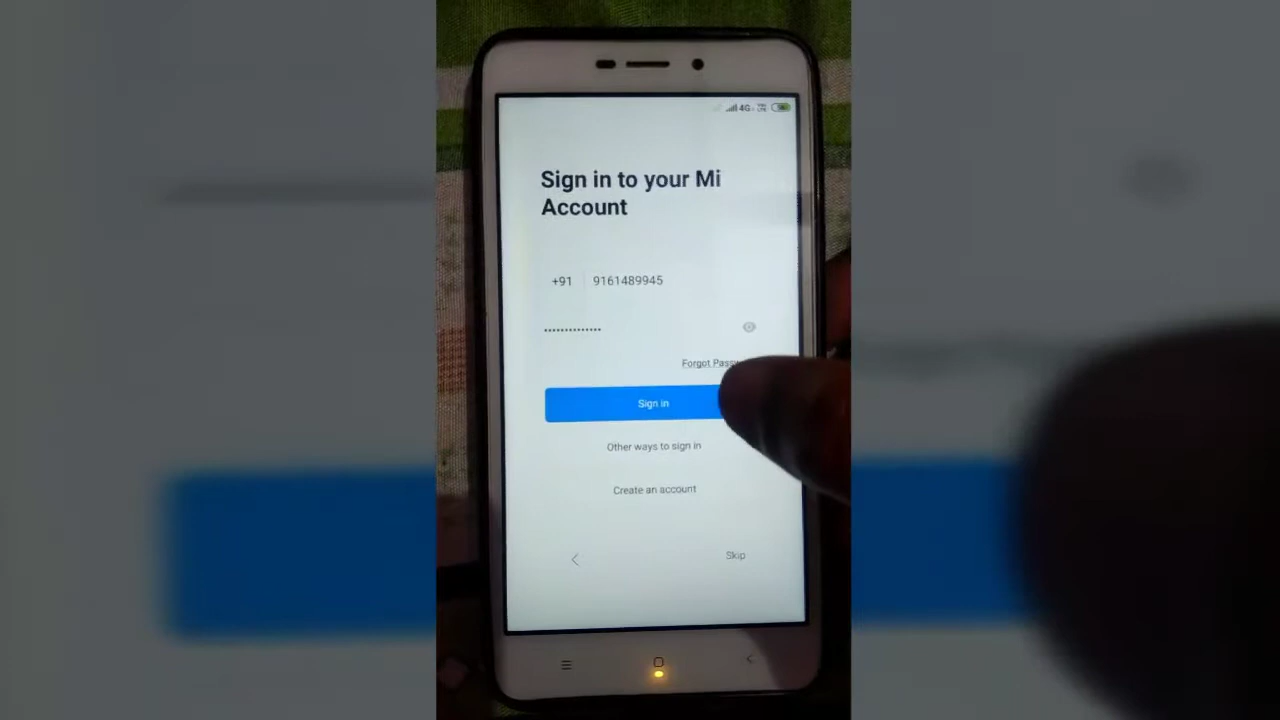 4G
Sign in to your Mi
Account
+91 9161489945
Forgot
Sign in
Other ways to sign in
Create an account
Skip